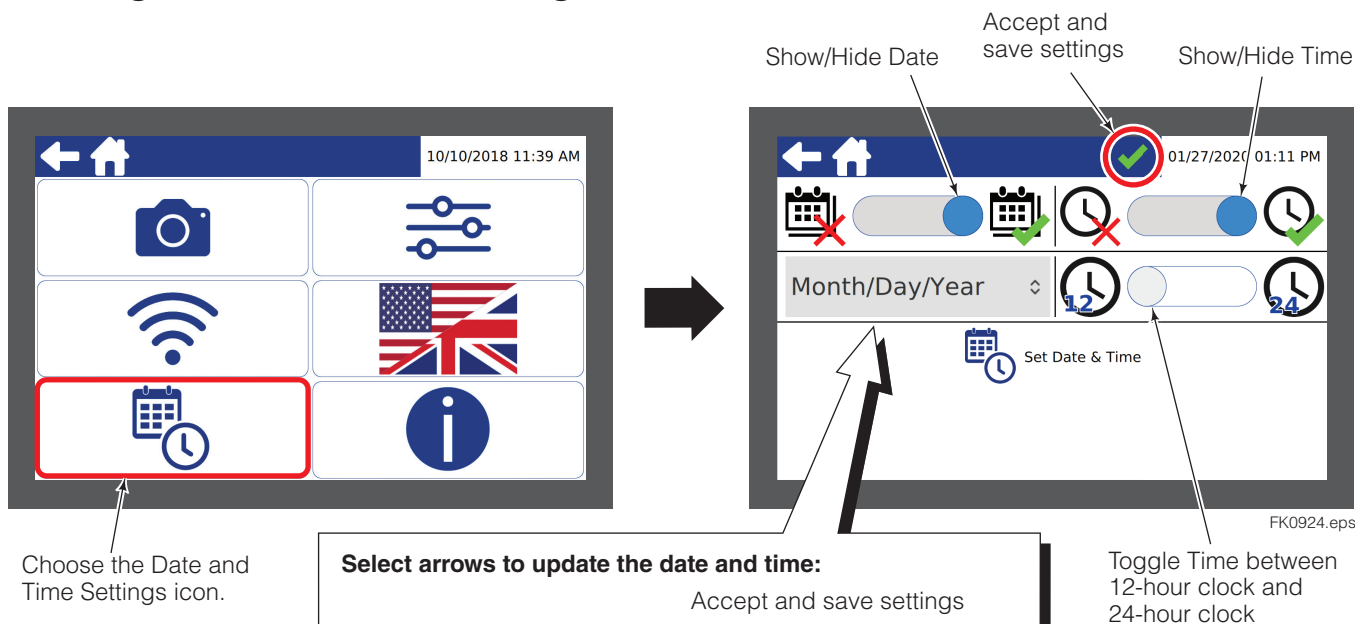 Accept and
save settings
Show/Hide Date
Show/Hide Time
10/10/2018 11:39 AM
01/27/2020 01:11 PM
Month/Day/Year
12
24
Set Date & Time
FK0924.eps
Choose the Date and
Time Settings icon.
Select arrows to update the date and time:
Accept and save settings
Toggle Time between
12-hour clock and
24-hour clock